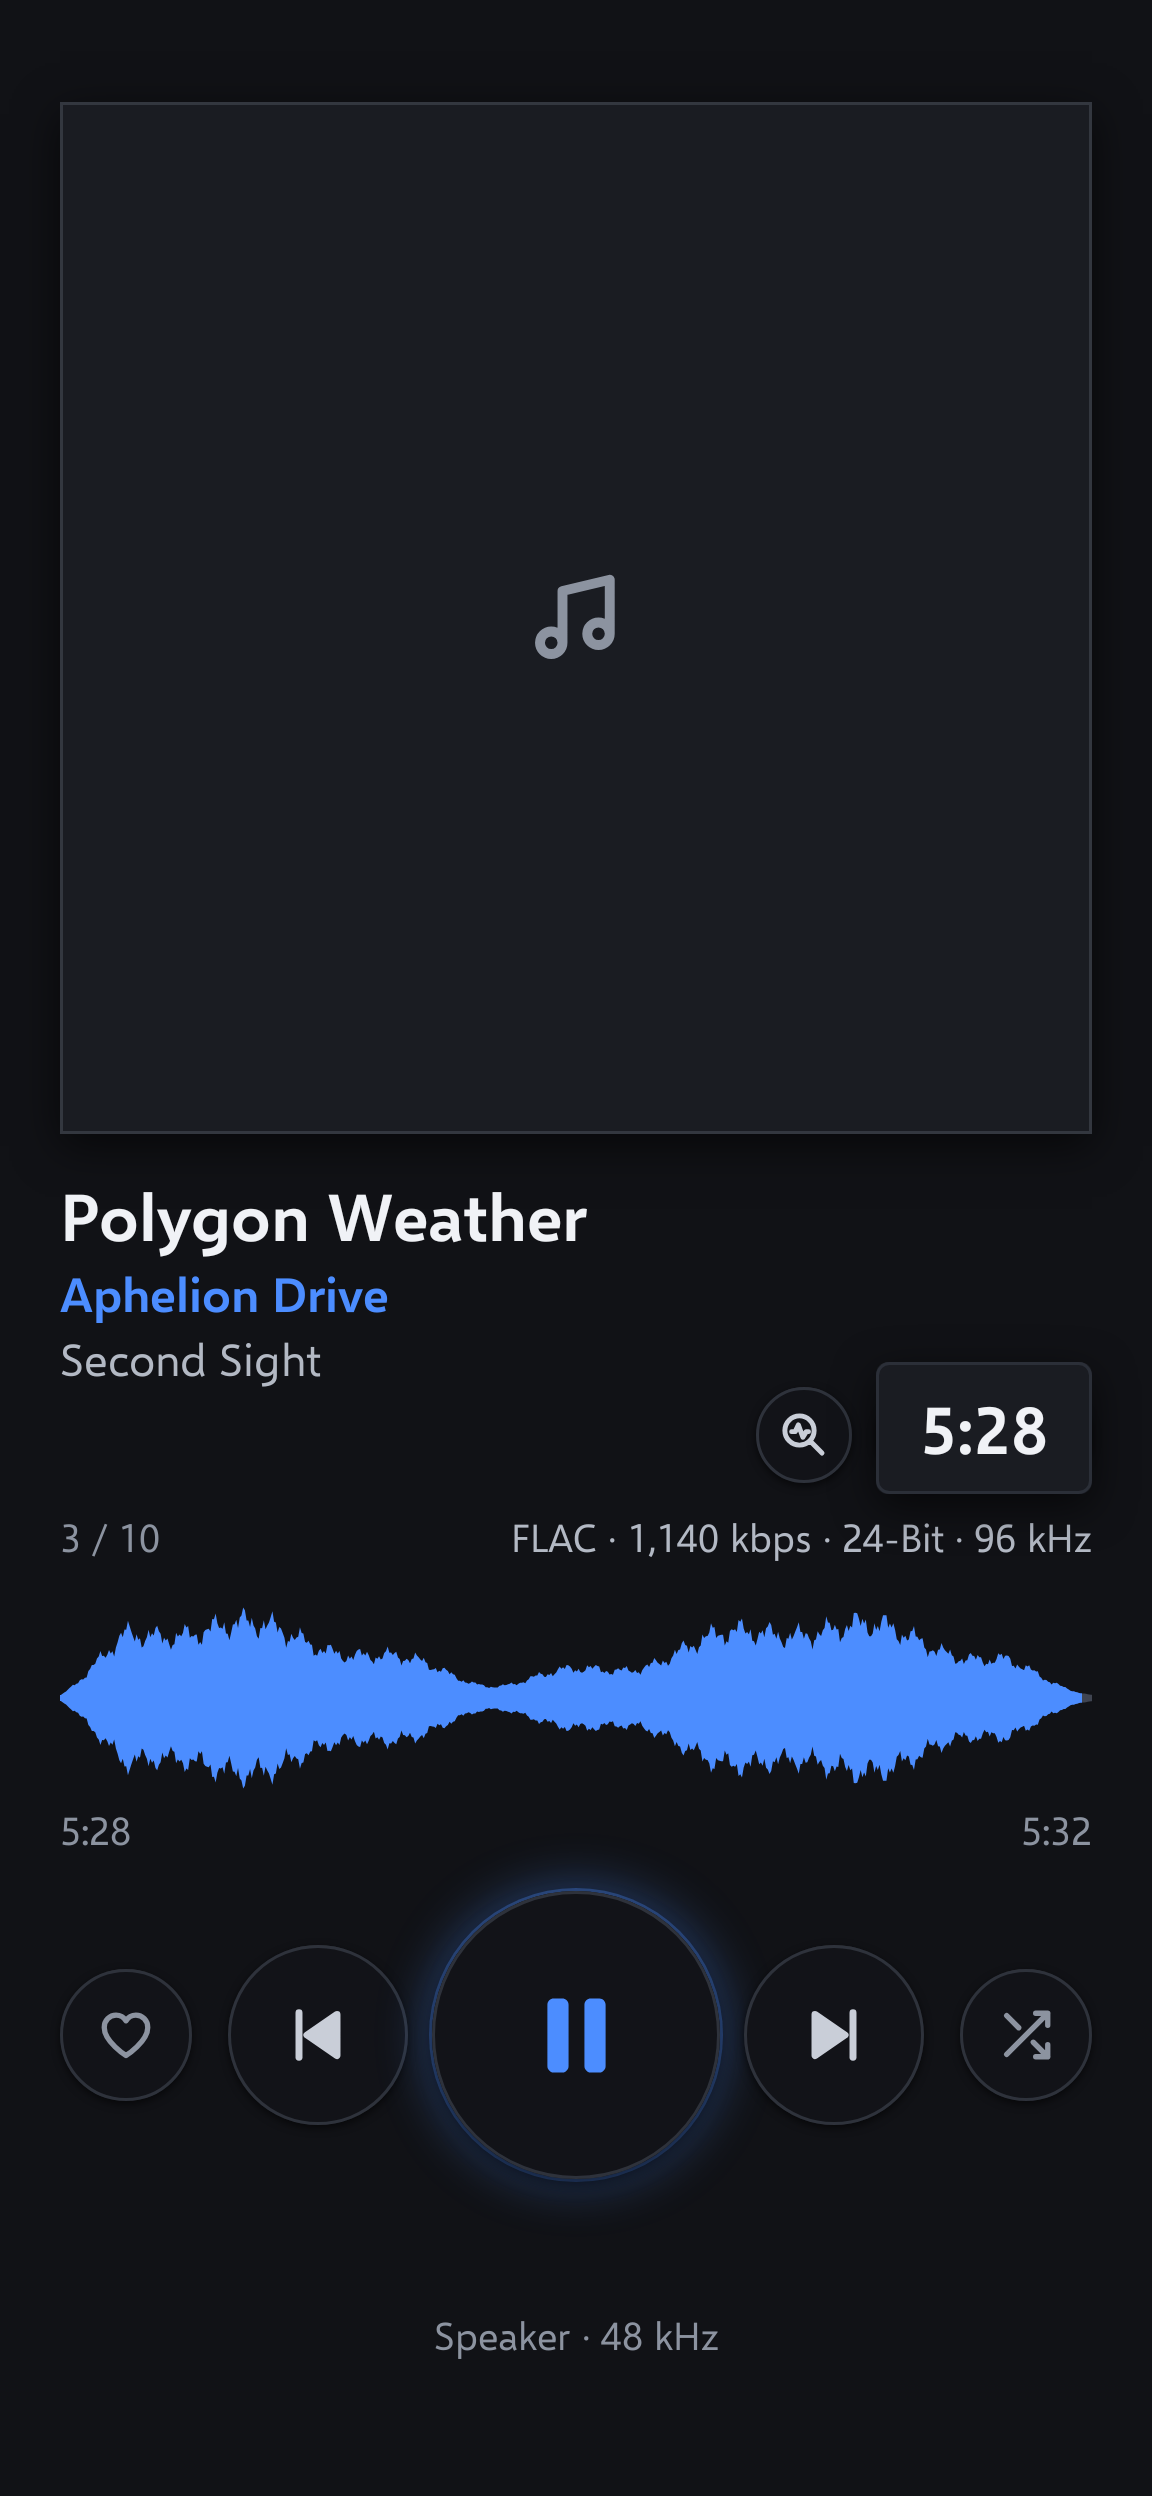 Polygon Weather
Aphelion Drive
Second Sight
5:28
3 / 10
FLAC · 1,140 kbps · 24-Bit · 96 kHz
5:28
5:32
Speaker · 48 kHz